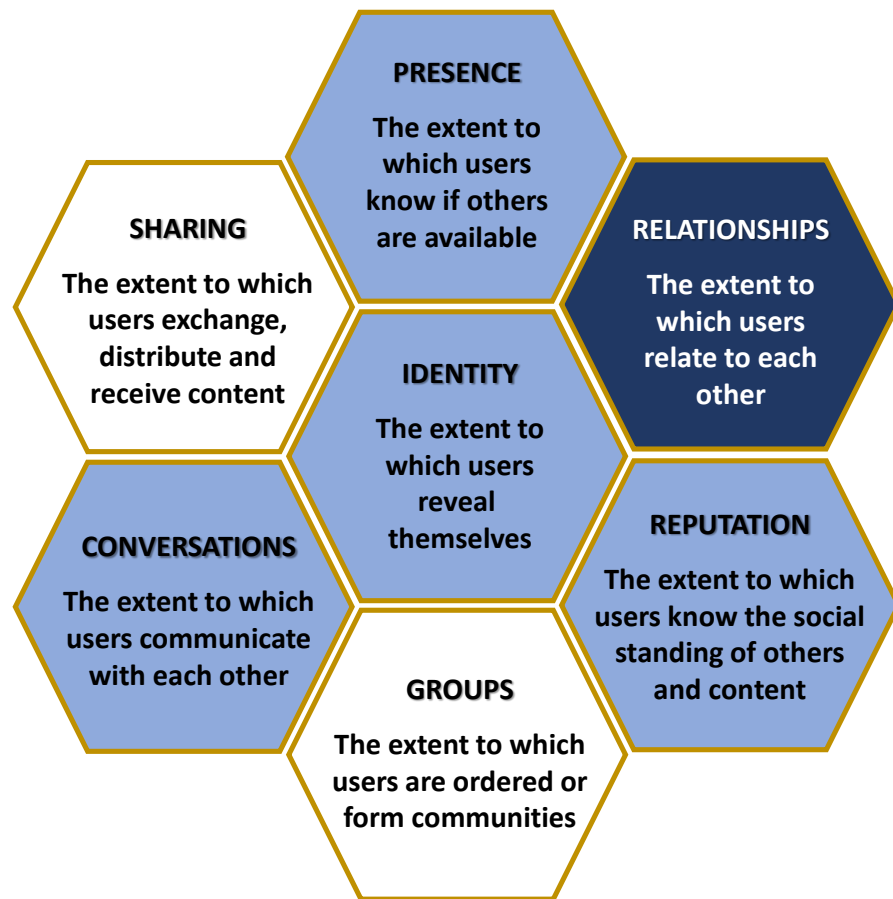 PRESENCE
The extent to
which users
know if others
are available
SHARING
The extent to which
users exchange,
distribute and
receive content
RELATIONSHIPS
The extent to
which users
relate to each
other
IDENTITY
The extent to
which users
reveal
themselves
CONVERSATIONS
The extent to which
users communicate
with each other
REPUTATION
The extent to which
users know the social
standing of others
and content
GROUPS
The extent to which
users are ordered or
form communities